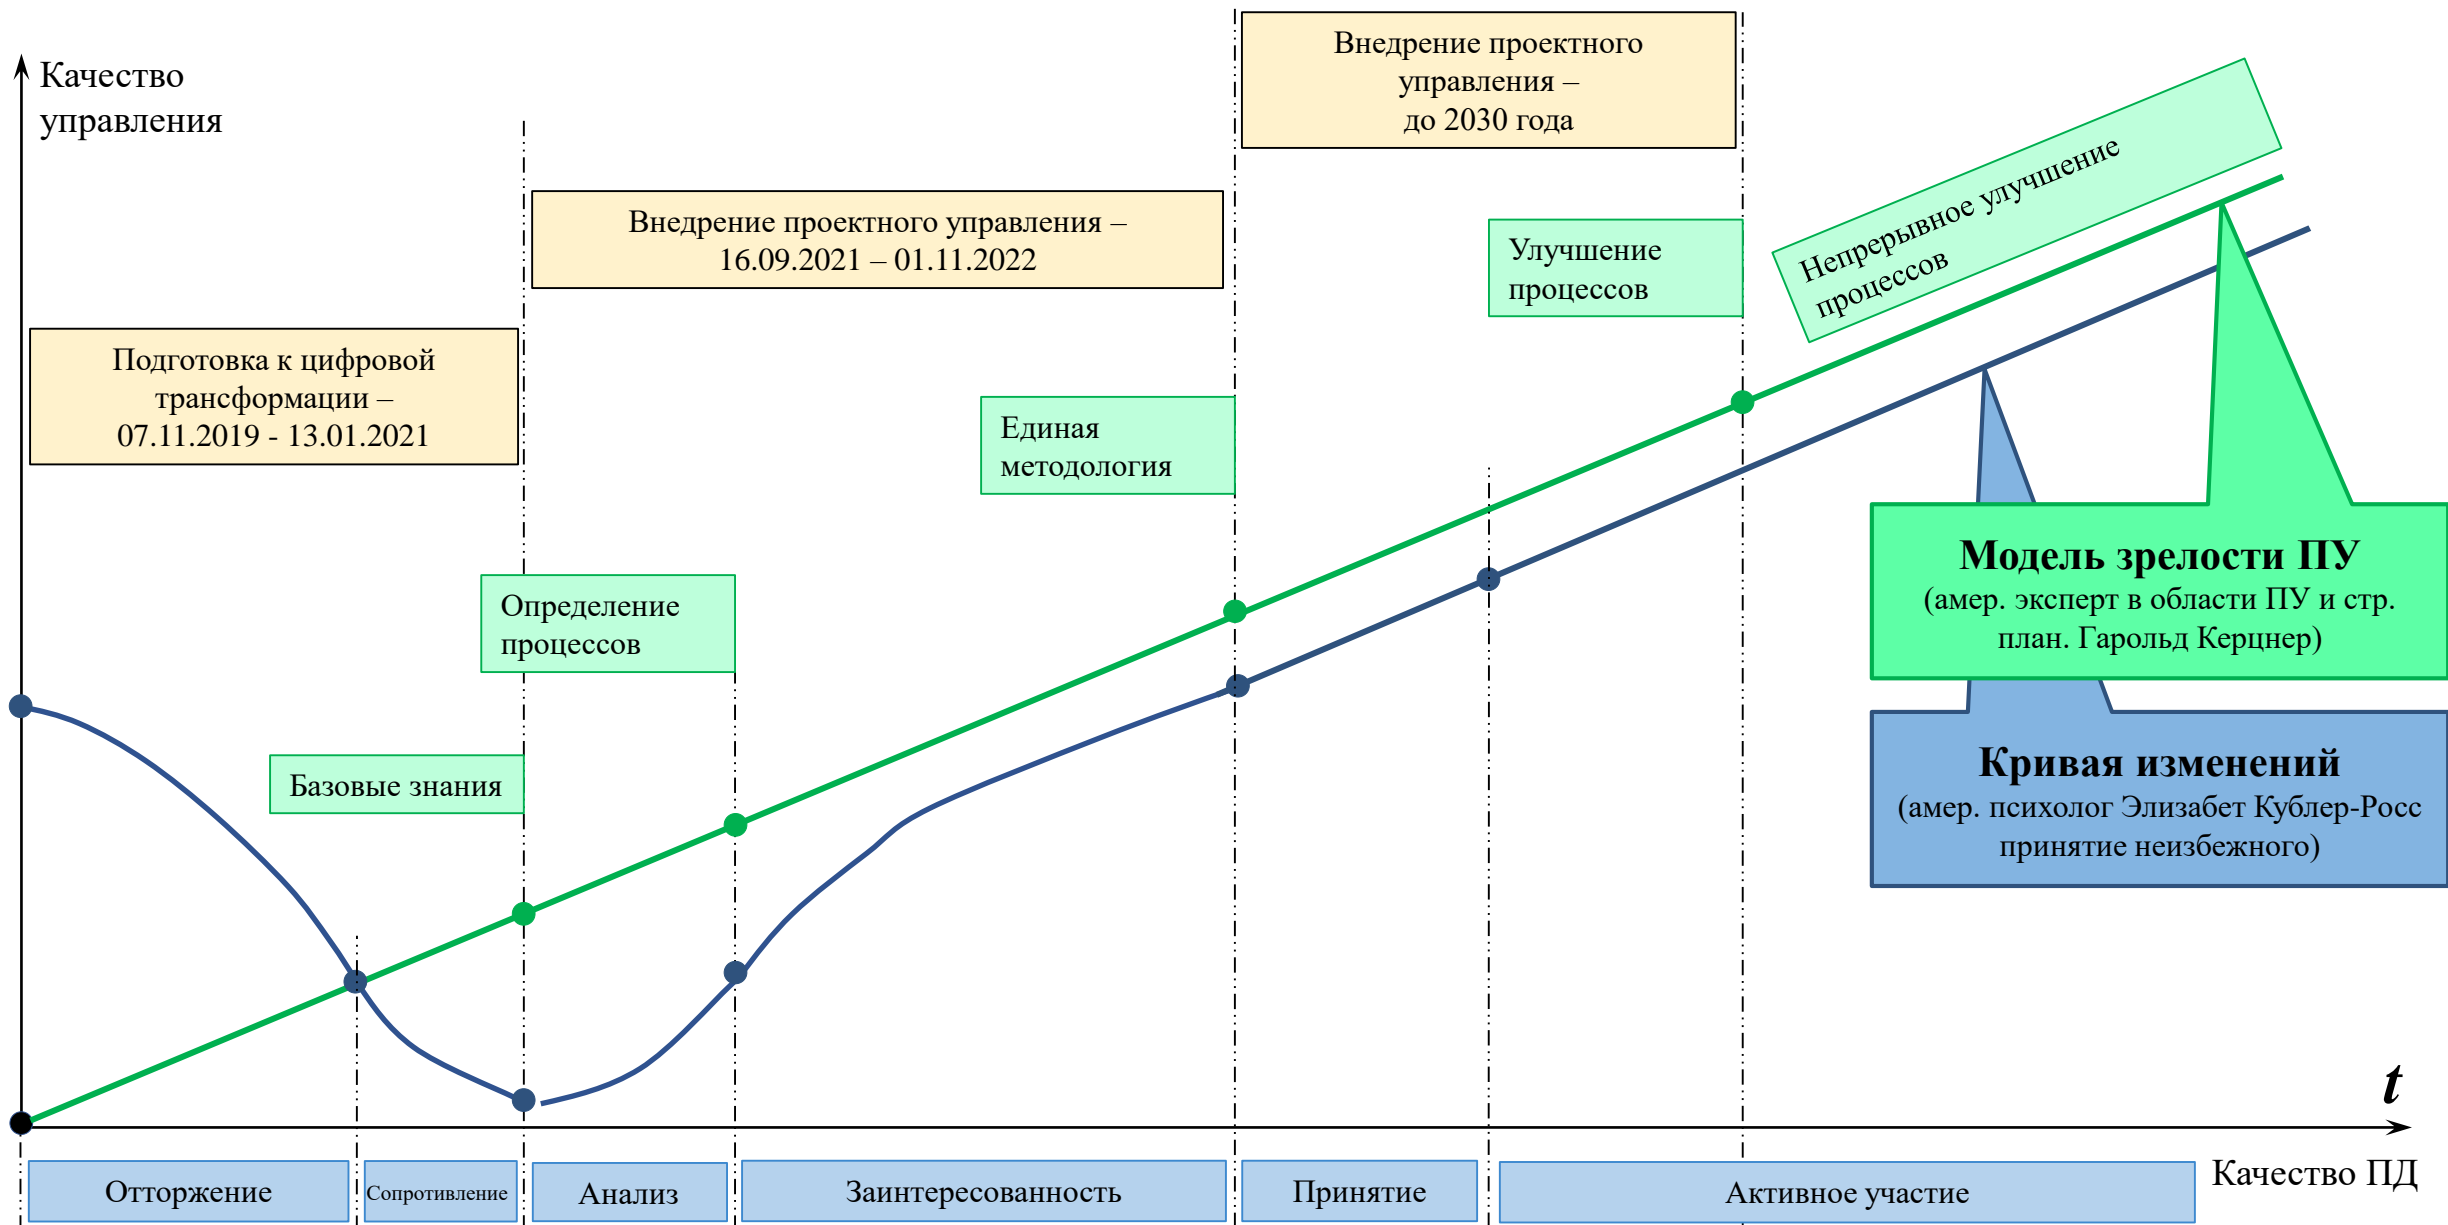 Качество
управления
Внедрение проектного
управления –
до 2030 года
Внедрение проектного управления –
16.09.2021 – 01.11.2022
Подготовка к цифровой
трансформации –
07.11.2019 - 13.01.2021
Непрерывное улучшение
процессов
Улучшение
процессов
Единая
методология
Определение
процессов
Базовые знания
Модель зрелости ПУ
(амер. эксперт в области ПУ и стр.
план. Гарольд Керцнер)
Кривая изменений
(амер. психолог Элизабет Кублер-Росс
принятие неизбежного)
t
Отторжение
Сопротивление
Анализ
Заинтересованность
Принятие
Активное участие
Качество ПД